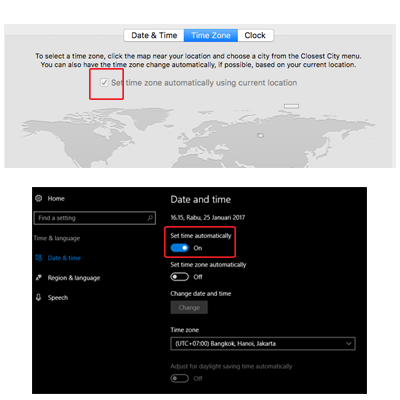 Date & Time Time Zone Clock
To select a time zone, click the map near your location and choose a city from the Closest City menu.
You can also have the time zone change automatically, if possible, based on your current location.
Set time zone automatically using current location
Home
Find a setting
Time & language
Date & time
Region & language
Speech
Date and time
16.15, Rabu, 25 Januari 2017
Set time automatically
On
Set time zone automatically
Off
Change date and time
Change
Time zone
(UTC+07:00) Bangkok, Hanoi, Jakarta
Adjust for daylight saving time automatically
Off